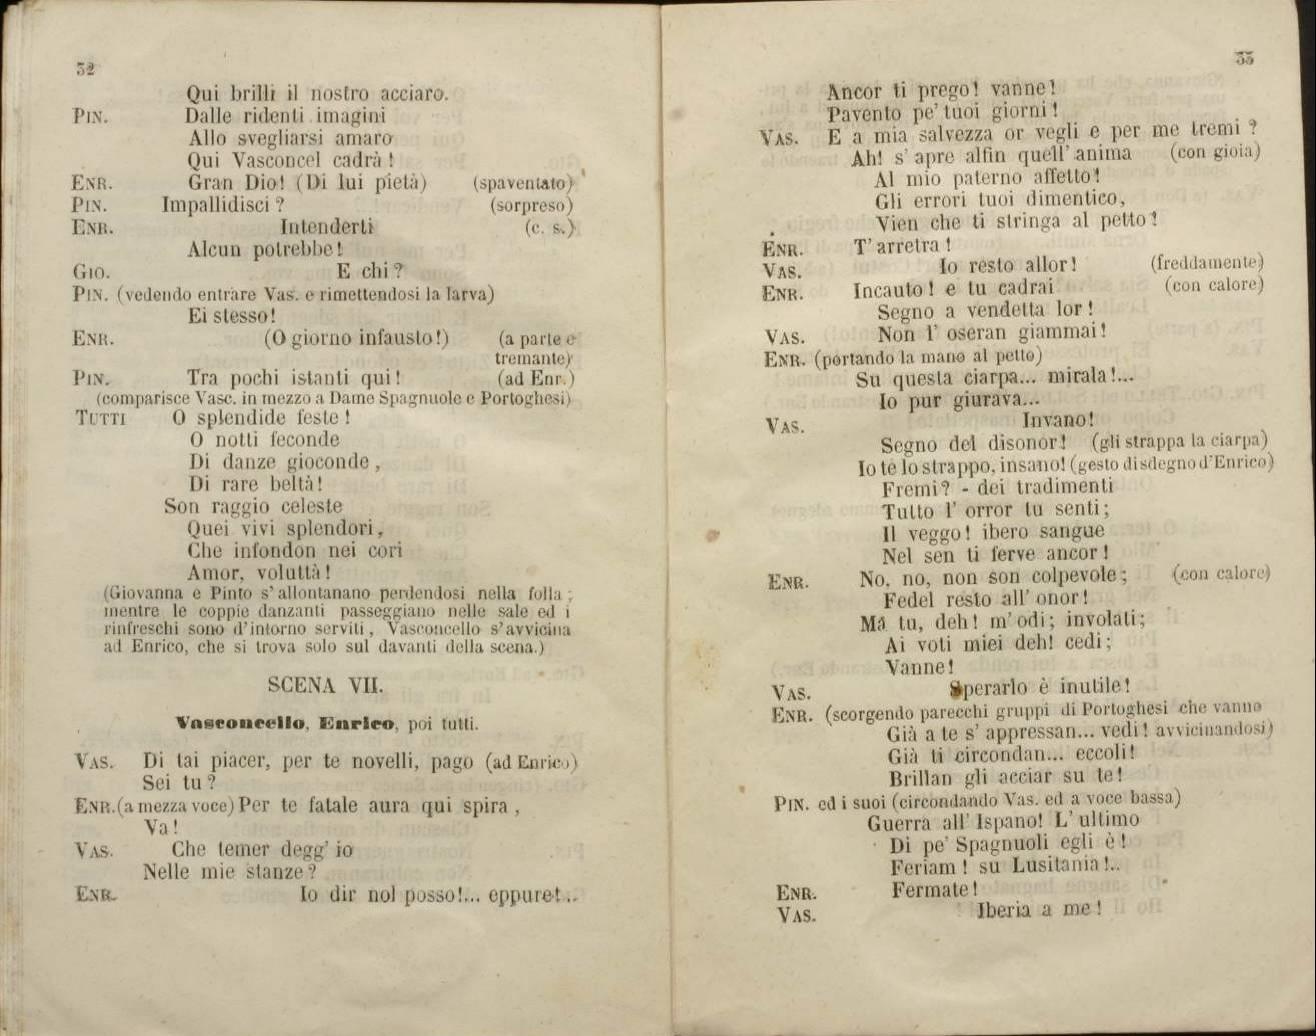 32
Qui brilli il nostro acciaro.
PIN. Dalle ridenti imagini
Allo svegliarsi amaro
Qui Vasconcel cadrà!
ENR. Gran Dio! (Di lui pietà) (spaventato)
PIN. Impallidisci? (sorpreso)
ENR. Intenderti (c. s.)
Alcun potrebbe!
GIO. E chi?
PIN. (vedendo entrare Vas. e rimettendosi la larva)
Ei stesso!
ENR. (O giorno infausto!) (a parte e
tremante)
PIN. Tra pochi istanti qui! (ad Enr.)
(comparisce Vasc. in mezzo a Dame Spagnuole e Portoghesi)
TUTTI O splendide feste!
O notti feconde
Di danze gioconde,
Di rare beltà!
Son raggio celeste
Quei vivi splendori,
Che infondon nei cori
Amor, voluttà!
(Giovanna e Pinto s'allontanano perdendosi nella folla;
mentre le coppie danzanti passeggiano nelle sale ed i
rinfreschi sono d'intorno serviti, Vasconcello s'avvicina
ad Enrico, che si trova solo sul davanti della scena.)
SCENA VII.
Vasconcello, Enrico, poi tutti.
VAS. Di tai piacer, per te novelli, pago (ad Enrico)
Sei tu?
ENR. (a mezza voce) Per te fatale aura qui spira,
Va!
VAS. Che temer degg' io
Nelle mie stanze?
ENR. Io dir nol posso!... eppure!..
33
Ancor ti prego! vanne!
Pavento pe' tuoi giorni!
VAS. E a mia salvezza or vegli e per me tremi?
Ah! s' apre alfin quell' anima (con gioia)
Al mio paterno affetto!
Gli errori tuoi dimentico,
Vien che ti stringa al petto!
ENR. T' arretra!
VAS. Io resto allor! (freddamente)
ENR. Incauto! e tu cadrai (con calore)
Segno a vendetta lor!
VAS. Non l' oseran giammai!
ENR. (portando la mano al petto)
Su questa ciarpa... mirala!...
Io pur giurava...
VAS. Invano!
Segno del disonor! (gli strappa la ciarpa)
Io te lo strappo, insano! (gesto di sdegno d'Enrico)
Fremi? - dei tradimenti
Tutto l' orror tu senti;
Il veggo! ibero sangue
Nel sen ti ferve ancor!
ENR. No, no, non son colpevole; (con calore)
Fedel resto all' onor!
Ma tu, deh! m' odi; involati;
Ai voti miei deh! cedi;
Vanne!
VAS. Sperarlo è inutile!
ENR. (scorgendo parecchi gruppi di Portoghesi che vanno
Già a te s' appressan... vedi! avvicinandosi)
Già ti circondan... eccoli!
Brillan gli acciar su te!
PIN. ed i suoi (circondando Vas. ed a voce bassa)
Guerra all' Ispano! L' ultimo
Di pe' Spagnuoli egli è!
Feriam! su Lusitania!..
ENR. Fermate!
VAS. Iberia a me!